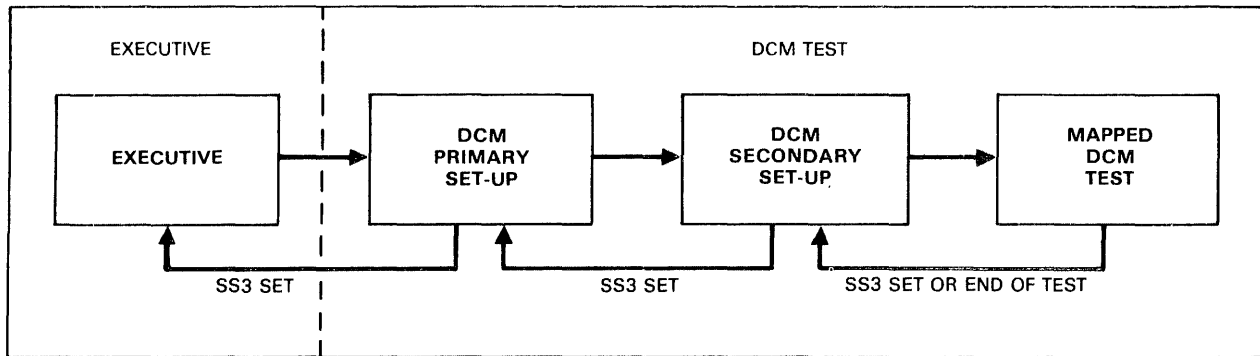 EXECUTIVE
DCM TEST
EXECUTIVE
DCM
PRIMARY
SET-UP
DCM
SECONDARY
SET-UP
MAPPED
DCM
TEST
SS3 SET
SS3 SET
SS3 SET OR END OF TEST